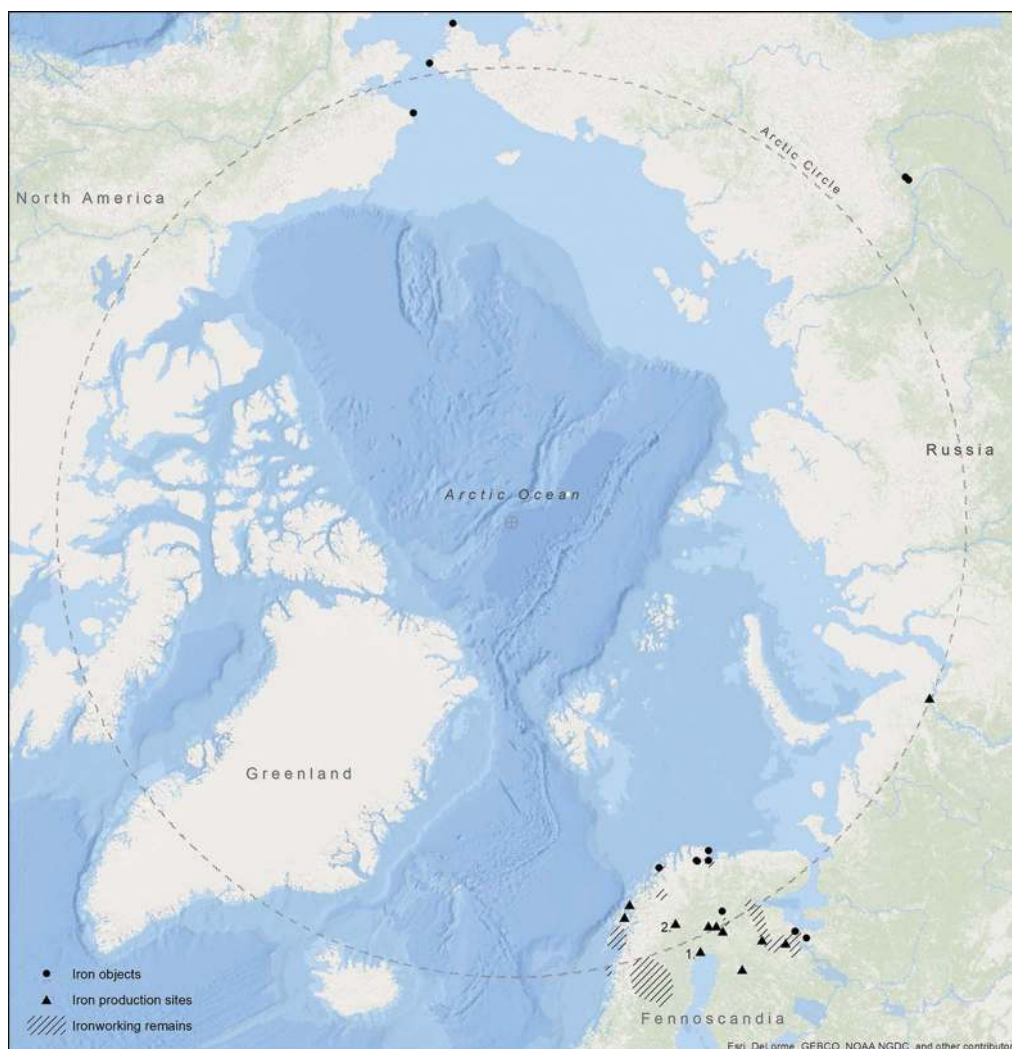 Arctic Circle
North America
Russia
Arctic Ocean
Greenland
2.
1.
Iron objects
Iron production sites
Ironworking remains
Fennoscandia
Esri, DeLorme, GEBCO, NOAA NGDC, and other contributor